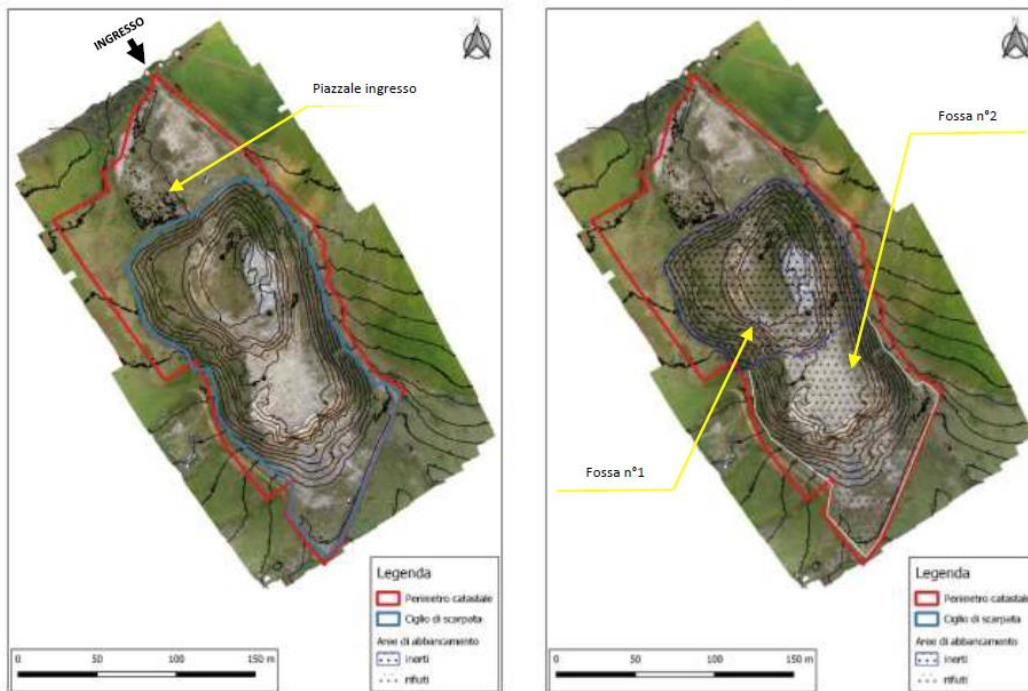 INGRESSO
Piazzale ingresso
N
Legenda
Perimetro catastale
Ciglio di scarpata
Aree di abbancamento
inerti
rifiuti
0 50 100 150 m
N
Fossa n°2
Fossa n°1
Legenda
Perimetro catastale
Ciglio di scarpata
Aree di abbancamento
inerti
rifiuti
0 50 100 150 m